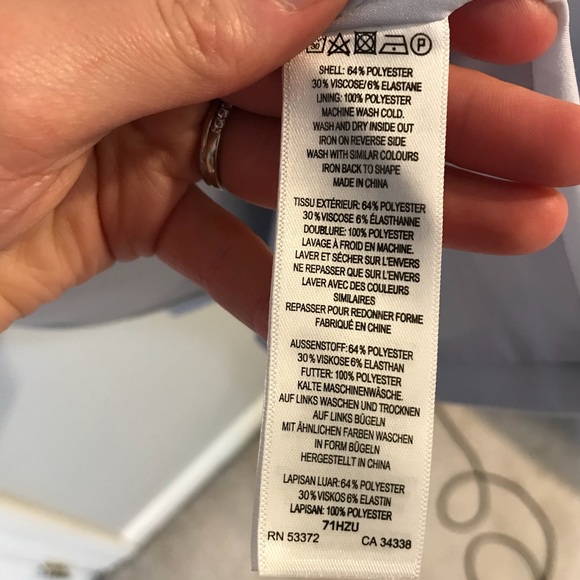 30 P
SHELL: 64% POLYESTER
30% VISCOSE/ 6% ELASTANE
LINING: 100% POLYESTER
MACHINE WASH COLD.
WASH AND DRY INSIDE OUT
IRON ON REVERSE SIDE
WASH WITH SIMILAR COLOURS
IRON BACK TO SHAPE
MADE IN CHINA
TISSU EXTÉRIEUR: 64% POLYESTER
30 % VISCOSE 6% ÉLASTHANNE
DOUBLURE: 100% POLYESTER
LAVAGE À FROID EN MACHINE.
LAVER ET SÉCHER SUR L'ENVERS
NE REPASSER QUE SUR L'ENVERS
LAVER AVEC DES COULEURS
SIMILAIRES
REPASSER POUR REDONNER FORME
FABRIQUÉ EN CHINE
AUSSENSTOFF: 64% POLYESTER
30% VISKOSE 6% ELASTHAN
FUTTER: 100% POLYESTER
KALTE MASCHINENWÄSCHE.
AUF LINKS WASCHEN UND TROCKNEN
AUF LINKS BÜGELN
MIT ÄHNLICHEN FARBEN WASCHEN
IN FORM BÜGELN
HERGESTELLT IN CHINA
LAPISAN LUAR: 64% POLYESTER
30% VISKOS 6% ELASTIN
LAPISAN: 100% POLYESTER
71HZU
RN 53372 CA 34338